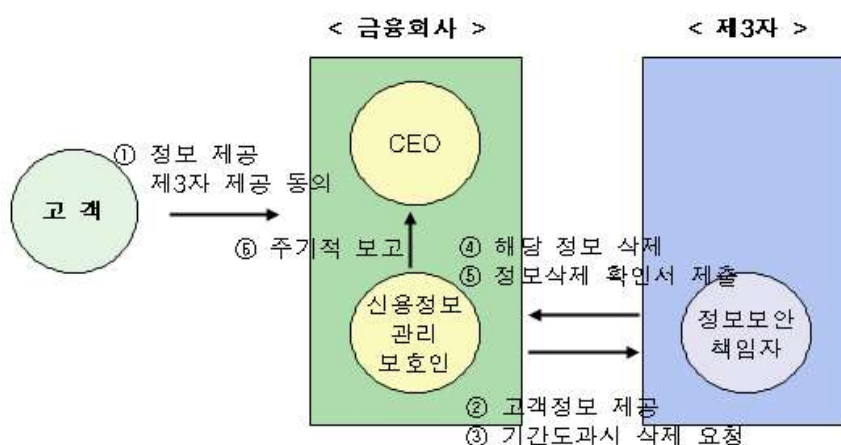 < 금융회사 >
< 제3자 >
CEO
① 정보 제공
제3자 제공 동의
고 객
⑥ 주기적 보고
④ 해당 정보 삭제
⑤ 정보삭제 확인서 제출
신용정보
관리
보호인
정보보안
책임자
② 고객정보 제공
③ 기간도과시 삭제 요청